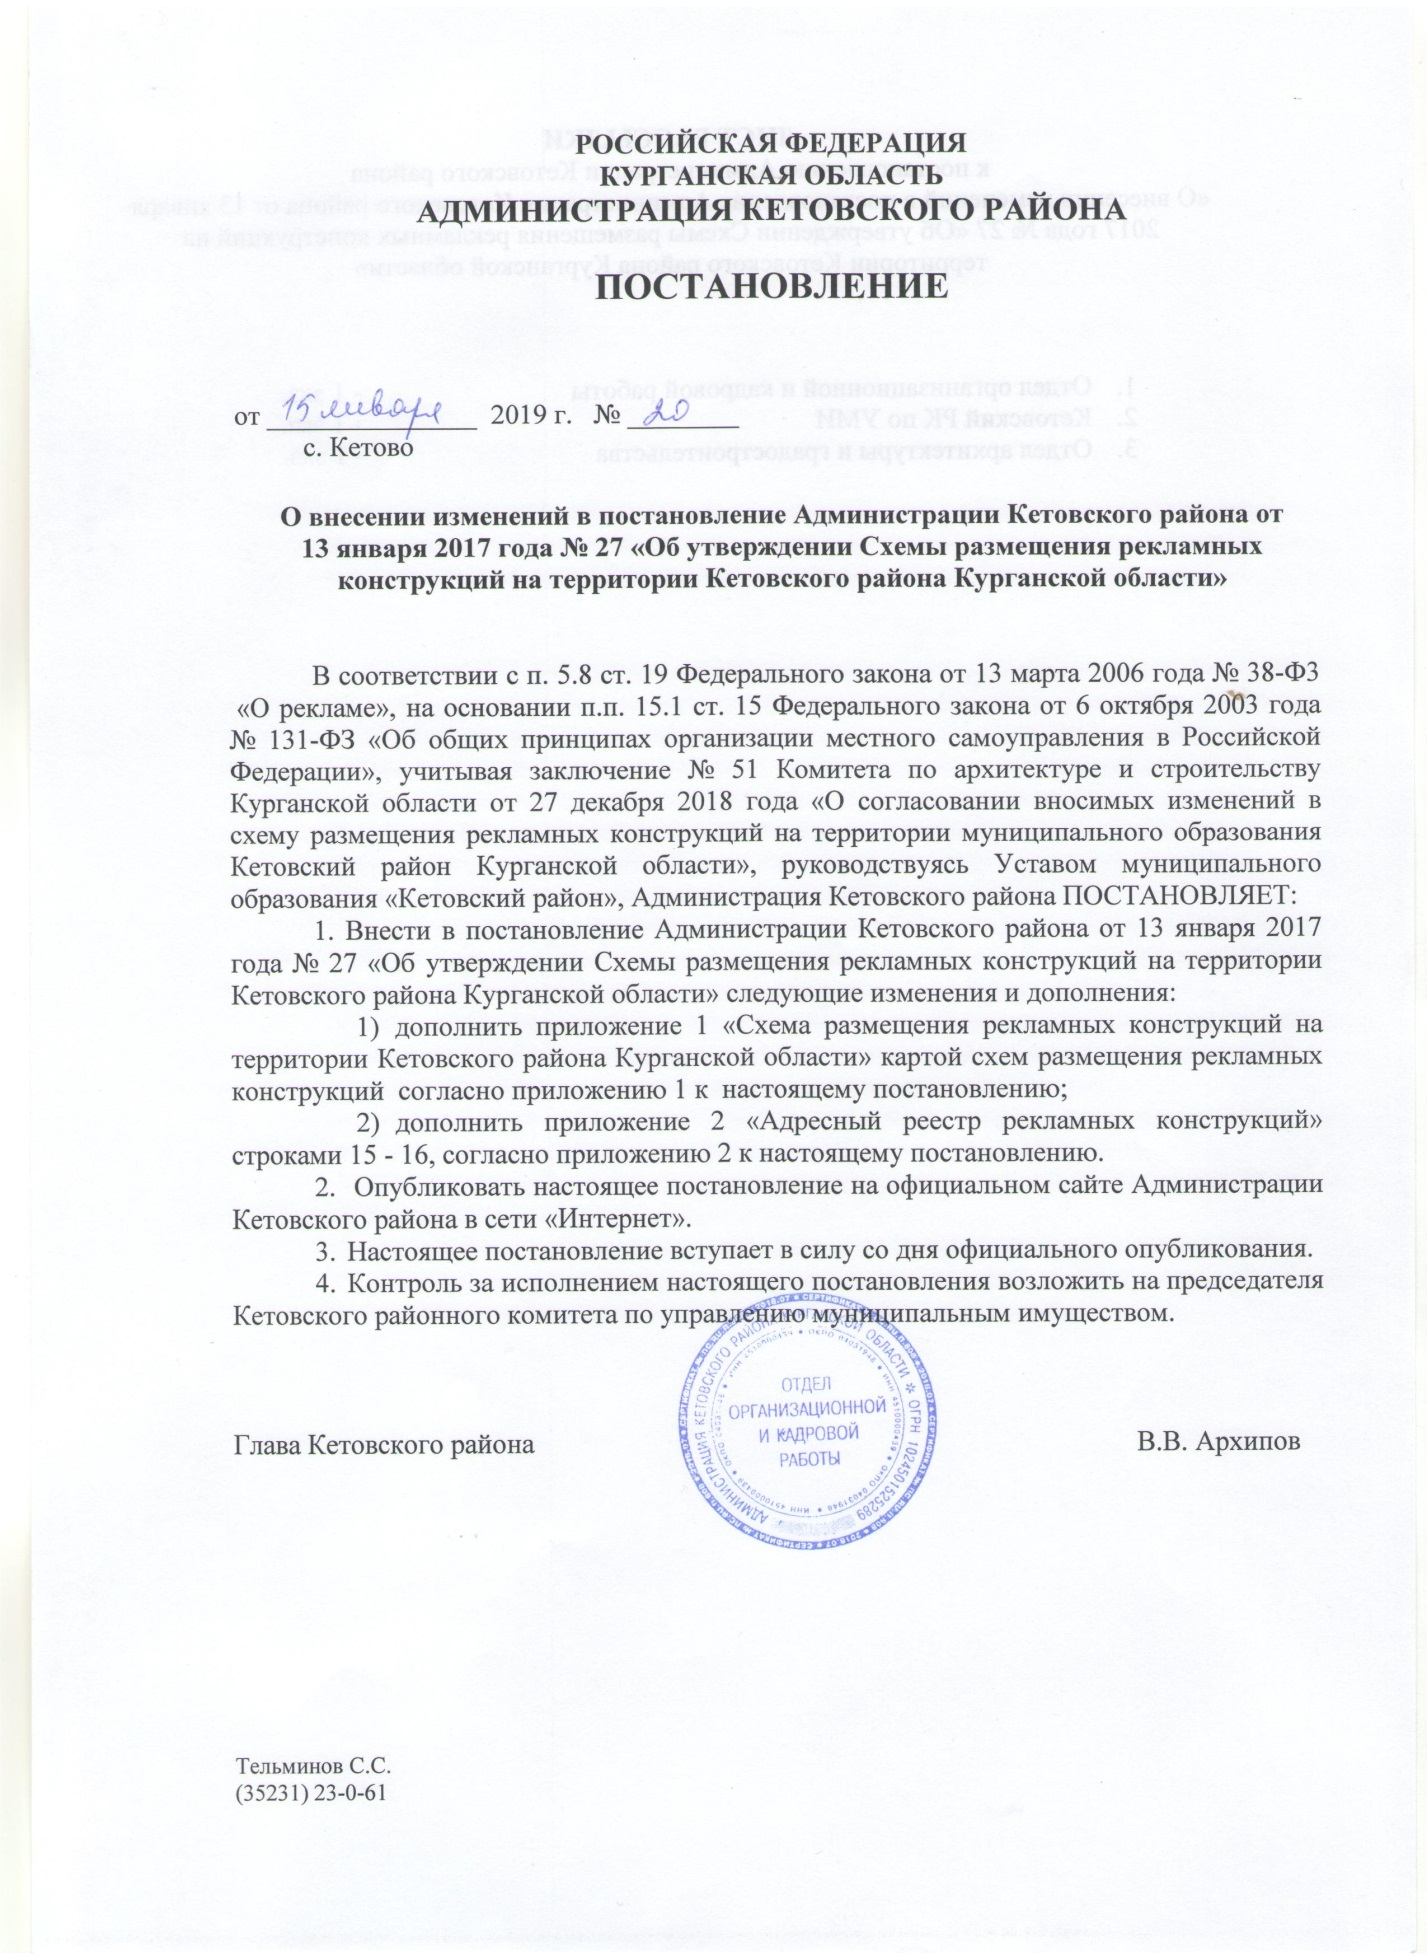 РОССИЙСКАЯ ФЕДЕРАЦИЯ
КУРГАНСКАЯ ОБЛАСТЬ
АДМИНИСТРАЦИЯ КЕТОВСКОГО РАЙОНА
ПОСТАНОВЛЕНИЕ
от 15 января 2019 г. № 20
с. Кетово
О внесении изменений в постановление Администрации Кетовского района от
13 января 2017 года № 27 «Об утверждении Схемы размещения рекламных
конструкций на территории Кетовского района Курганской области»
В соответствии с п. 5.8 ст. 19 Федерального закона от 13 марта 2006 года № 38-ФЗ
«О рекламе», на основании п.п. 15.1 ст. 15 Федерального закона от 6 октября 2003 года
№ 131-ФЗ «Об общих принципах организации местного самоуправления в Российской
Федерации», учитывая заключение № 51 Комитета по архитектуре и строительству
Курганской области от 27 декабря 2018 года «О согласовании вносимых изменений в
схему размещения рекламных конструкций на территории муниципального образования
Кетовский район Курганской области», руководствуясь Уставом муниципального
образования «Кетовский район», Администрация Кетовского района ПОСТАНОВЛЯЕТ:
1. Внести в постановление Администрации Кетовского района от 13 января 2017
года № 27 «Об утверждении Схемы размещения рекламных конструкций на территории
Кетовского района Курганской области» следующие изменения и дополнения:
1) дополнить приложение 1 «Схема размещения рекламных конструкций на
территории Кетовского района Курганской области» картой схем размещения рекламных
конструкций согласно приложению 1 к настоящему постановлению;
2) дополнить приложение 2 «Адресный реестр рекламных конструкций»
строками 15 - 16, согласно приложению 2 к настоящему постановлению.
2. Опубликовать настоящее постановление на официальном сайте Администрации
Кетовского района в сети «Интернет».
3. Настоящее постановление вступает в силу со дня официального опубликования.
4. Контроль за исполнением настоящего постановления возложить на председателя
Кетовского районного комитета по управлению муниципальным имуществом.
АДМИНИСТРАЦИЯ КЕТОВСКОГО РАЙОНА КУРГАНСКОЙ ОБЛАСТИ ✲ ОГРН 1024501525289
ОТДЕЛ
ОРГАНИЗАЦИОННОЙ
И КАДРОВОЙ
РАБОТЫ
Глава Кетовского района В.В. Архипов
Тельминов С.С.
(35231) 23-0-61